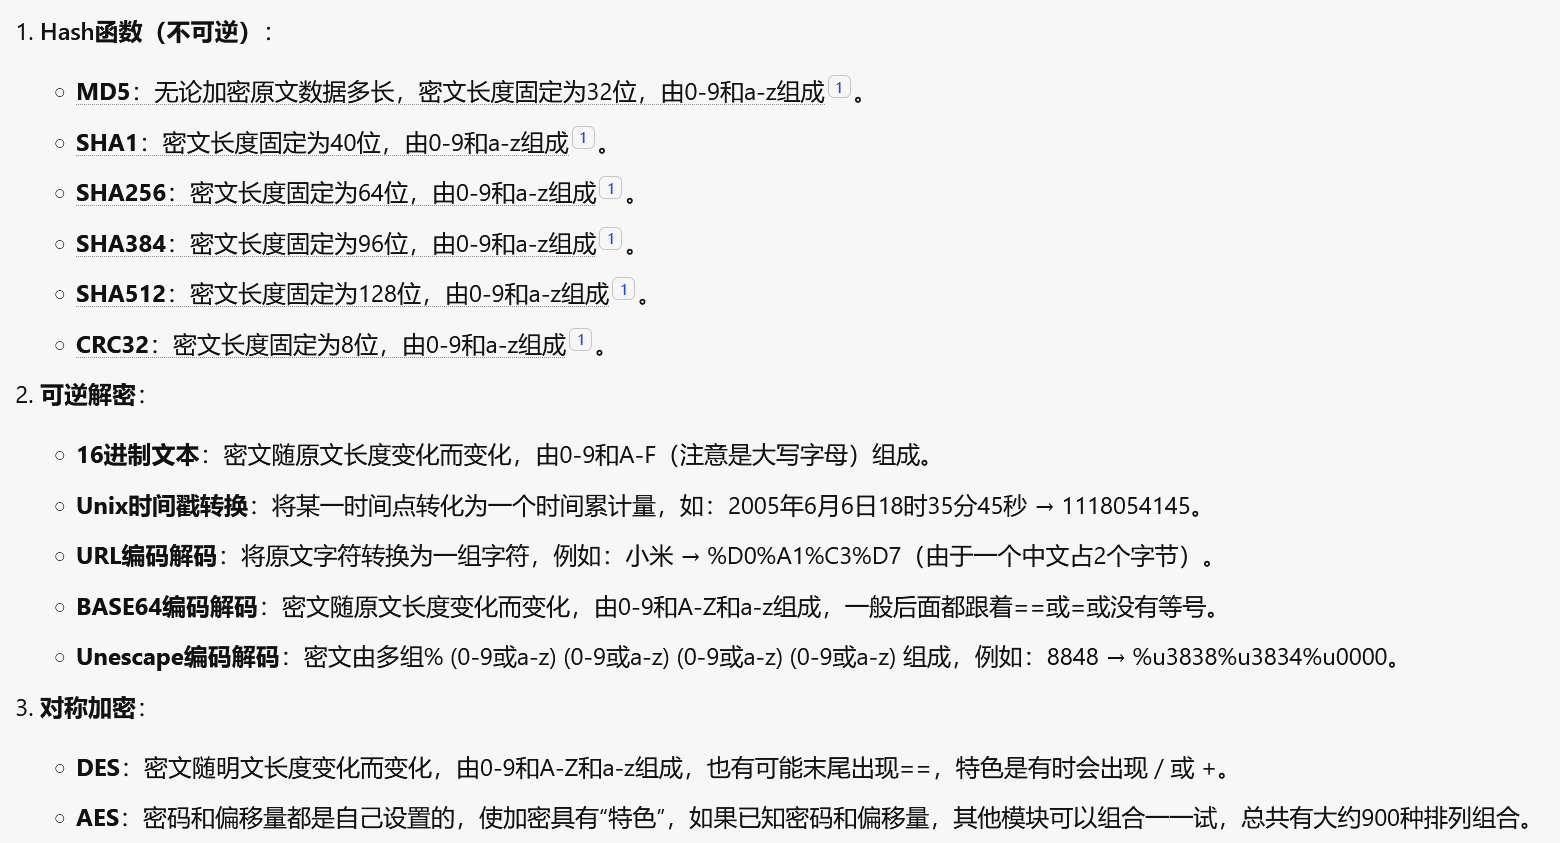 1. Hash函数（不可逆）：
○ MD5：无论加密原文数据多长，密文长度固定为32位，由0-9和a-z组成 1 。
○ SHA1：密文长度固定为40位，由0-9和a-z组成 1 。
○ SHA256：密文长度固定为64位，由0-9和a-z组成 1 。
○ SHA384：密文长度固定为96位，由0-9和a-z组成 1 。
○ SHA512：密文长度固定为128位，由0-9和a-z组成 1 。
○ CRC32：密文长度固定为8位，由0-9和a-z组成 1 。
2. 可逆解密：
○ 16进制文本：密文随原文长度变化而变化，由0-9和A-F（注意是大写字母）组成。
○ Unix时间戳转换：将某一时间点转化为一个时间累计量，如：2005年6月6日18时35分45秒 → 1118054145。
○ URL编码解码：将原文字符转换为一组字符，例如：小米 → %D0%A1%C3%D7（由于一个中文占2个字节）。
○ BASE64编码解码：密文随原文长度变化而变化，由0-9和A-Z和a-z组成，一般后面都跟着==或=或没有等号。
○ Unescape编码解码：密文由多组% (0-9或a-z) (0-9或a-z) (0-9或a-z) (0-9或a-z) 组成，例如：8848 → %u3838%u3834%u0000。
3. 对称加密：
○ DES：密文随明文长度变化而变化，由0-9和A-Z和a-z组成，也有可能末尾出现==，特色是有时会出现 / 或 +。
○ AES：密码和偏移量都是自己设置的，使加密具有“特色”，如果已知密码和偏移量，其他模块可以组合一一试，总共有大约900种排列组合。